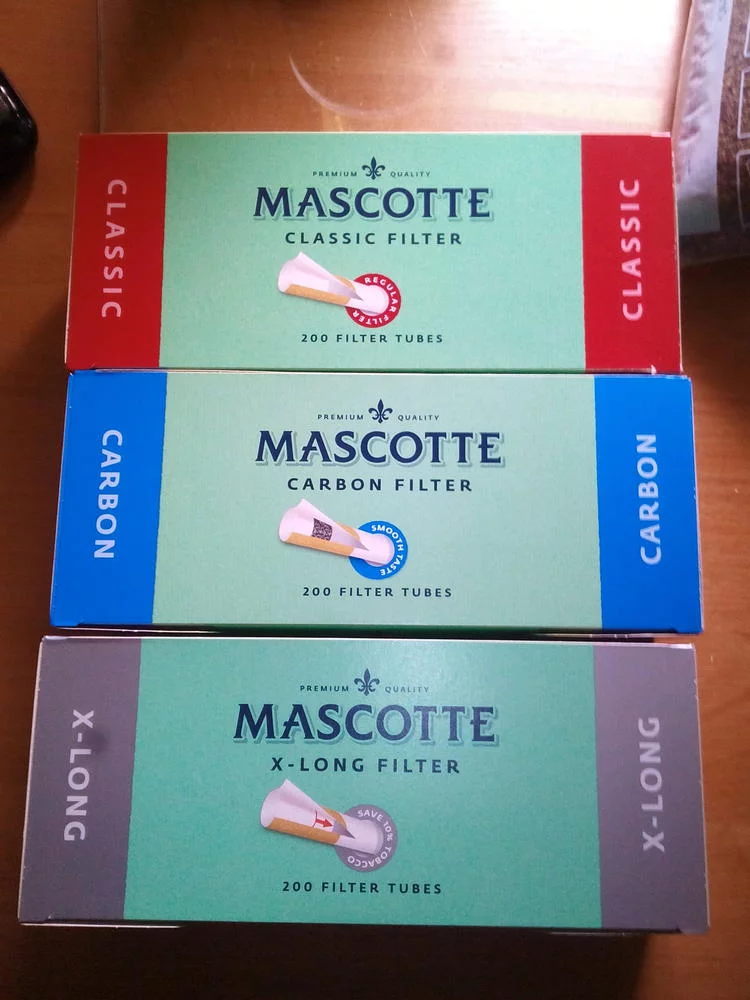 CLASSIC
PREMIUM QUALITY
MASCOTTE
CLASSIC FILTER
REGULAR FILTER
200 FILTER TUBES
CLASSIC
CARBON
PREMIUM QUALITY
MASCOTTE
CARBON FILTER
SMOOTH TASTE
200 FILTER TUBES
CARBON
X-LONG
PREMIUM QUALITY
MASCOTTE
X-LONG FILTER
SAVE 10% TOBACCO
200 FILTER TUBES
X-LONG